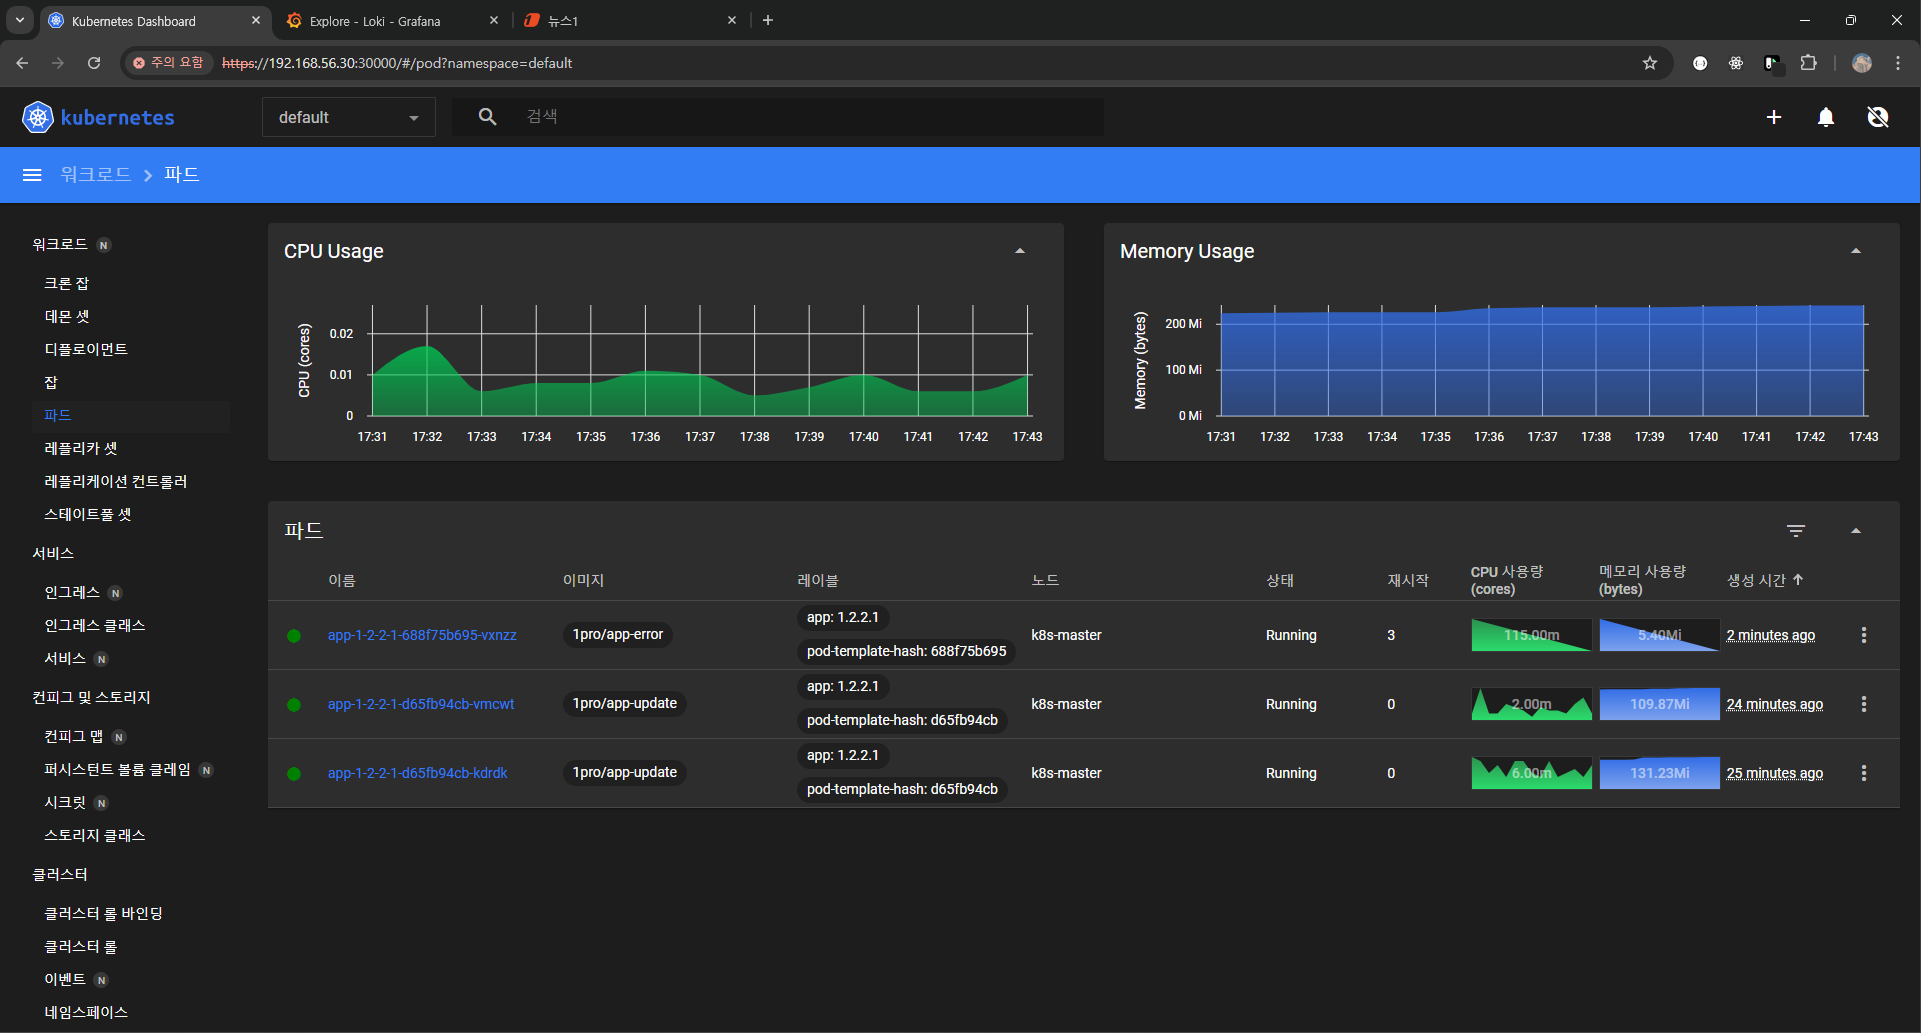 Kubernetes Dashboard
Explore - Loki - Grafana
뉴스1
주의 요함
https://192.168.56.30:30000/#/pod?namespace=default
kubernetes
default
검색
워크로드 > 파드
워크로드 N
크론 잡
데몬 셋
디플로이먼트
잡
파드
레플리카 셋
레플리케이션 컨트롤러
스테이트풀 셋
서비스
인그레스 N
인그레스 클래스
서비스 N
컨피그 및 스토리지
컨피그 맵 N
퍼시스턴트 볼륨 클레임 N
시크릿 N
스토리지 클래스
클러스터
클러스터 롤 바인딩
클러스터 롤
이벤트 N
네임스페이스
CPU Usage
CPU (cores)
0.02
0.01
0
17:31 17:32 17:33 17:34 17:35 17:36 17:37 17:38 17:39 17:40 17:41 17:42 17:43
Memory Usage
Memory (bytes)
200 Mi
100 Mi
0 Mi
17:31 17:32 17:33 17:34 17:35 17:36 17:37 17:38 17:39 17:40 17:41 17:42 17:43
파드
이름 이미지 레이블 노드 상태 재시작 CPU 사용량 (cores) 메모리 사용량 (bytes) 생성 시간
app-1-2-2-1-688f75b695-vxnzz 1pro/app-error app: 1.2.2.1 pod-template-hash: 688f75b695 k8s-master Running 3 115.00m 5.40Mi 2 minutes ago
app-1-2-2-1-d65fb94cb-vmcwt 1pro/app-update app: 1.2.2.1 pod-template-hash: d65fb94cb k8s-master Running 0 2.00m 109.87Mi 24 minutes ago
app-1-2-2-1-d65fb94cb-kdrdk 1pro/app-update app: 1.2.2.1 pod-template-hash: d65fb94cb k8s-master Running 0 6.00m 131.23Mi 25 minutes ago